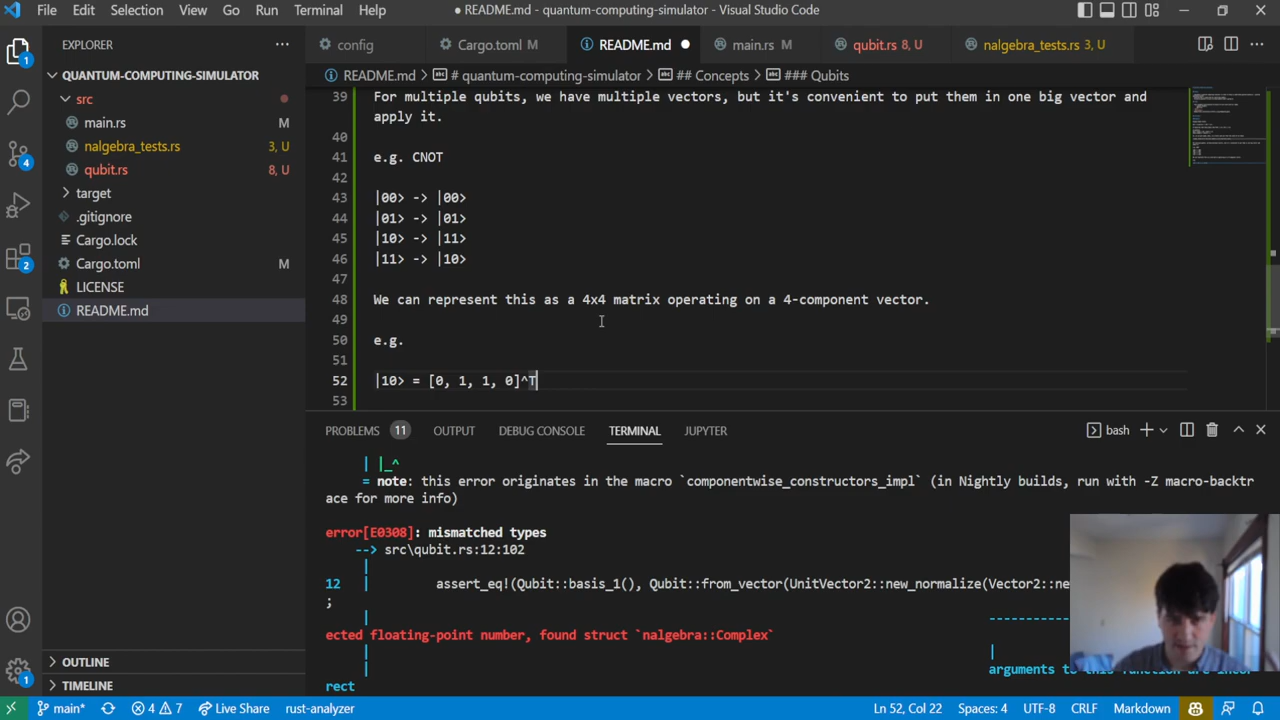 File Edit Selection View Go Run Terminal Help
● README.md - quantum-computing-simulator - Visual Studio Code
EXPLORER
config
Cargo.toml M
README.md
main.rs M
qubit.rs 8, U
nalgebra_tests.rs 3, U
README.md > # quantum-computing-simulator > ## Concepts > ### Qubits
QUANTUM-COMPUTING-SIMULATOR
src
main.rs M
nalgebra_tests.rs 3, U
qubit.rs 8, U
target
.gitignore
Cargo.lock
Cargo.toml M
LICENSE
README.md
OUTLINE
TIMELINE
1
4
2
1
39 For multiple qubits, we have multiple vectors, but it's convenient to put them in one big vector and
apply it.
40
41 e.g. CNOT
42
43 |00> -> |00>
44 |01> -> |01>
45 |10> -> |11>
46 |11> -> |10>
47
48 We can represent this as a 4x4 matrix operating on a 4-component vector.
49
50 e.g.
51
52 |10> = [0, 1, 1, 0]^T
53
PROBLEMS 11 OUTPUT DEBUG CONSOLE TERMINAL JUPYTER
bash
| |_^
= note: this error originates in the macro `componentwise_constructors_impl` (in Nightly builds, run with -Z macro-backtr
ace for more info)
error[E0308]: mismatched types
--> src\qubit.rs:12:102
|
12 | assert_eq!(Qubit::basis_1(), Qubit::from_vector(UnitVector2::new_normalize(Vector2::ne
;
| ------------
ected floating-point number, found struct `nalgebra::Complex`
| |
| arguments to this function are incor
rect
main* 4 7 Live Share rust-analyzer
Ln 52, Col 22 Spaces: 4 UTF-8 CRLF Markdown